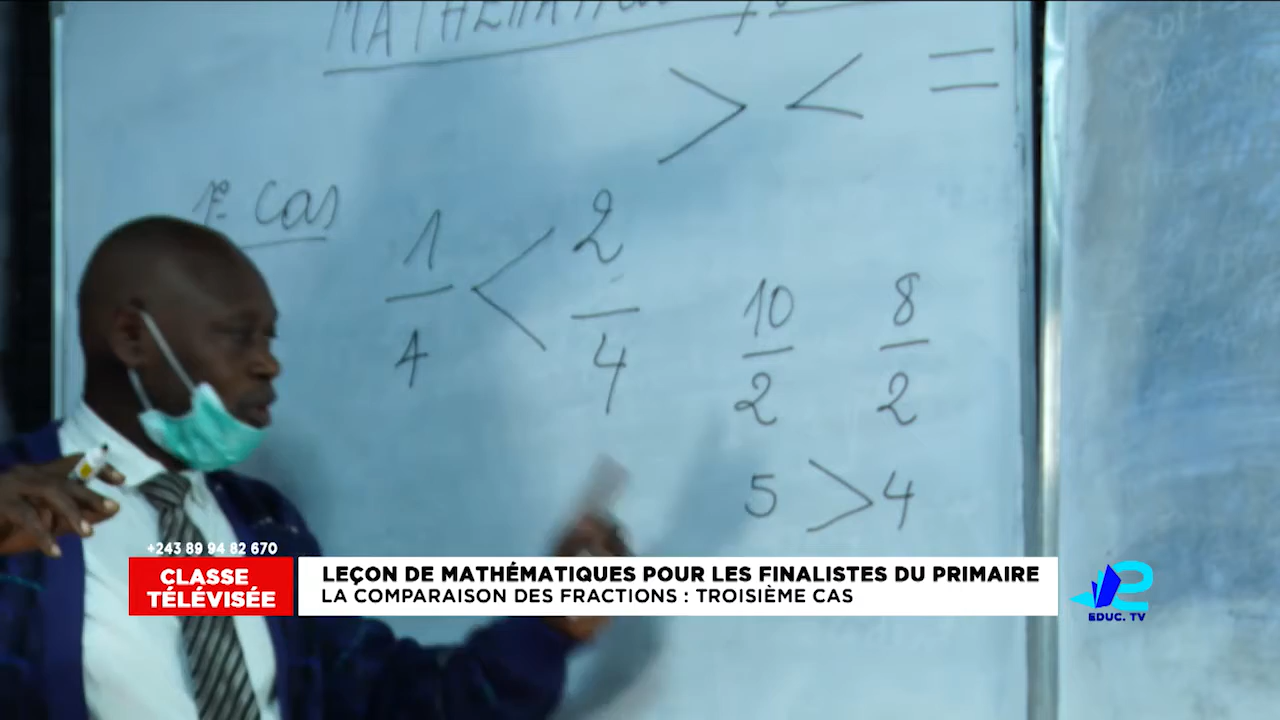 MATHÉMATIQUE
> < =
1e Cas
1/4 < 2/4
10/2 8/2
5 > 4
+243 89 94 82 670
CLASSE TÉLÉVISÉE
LEÇON DE MATHÉMATIQUES POUR LES FINALISTES DU PRIMAIRE
LA COMPARAISON DES FRACTIONS : TROISIÈME CAS
EDUC. TV